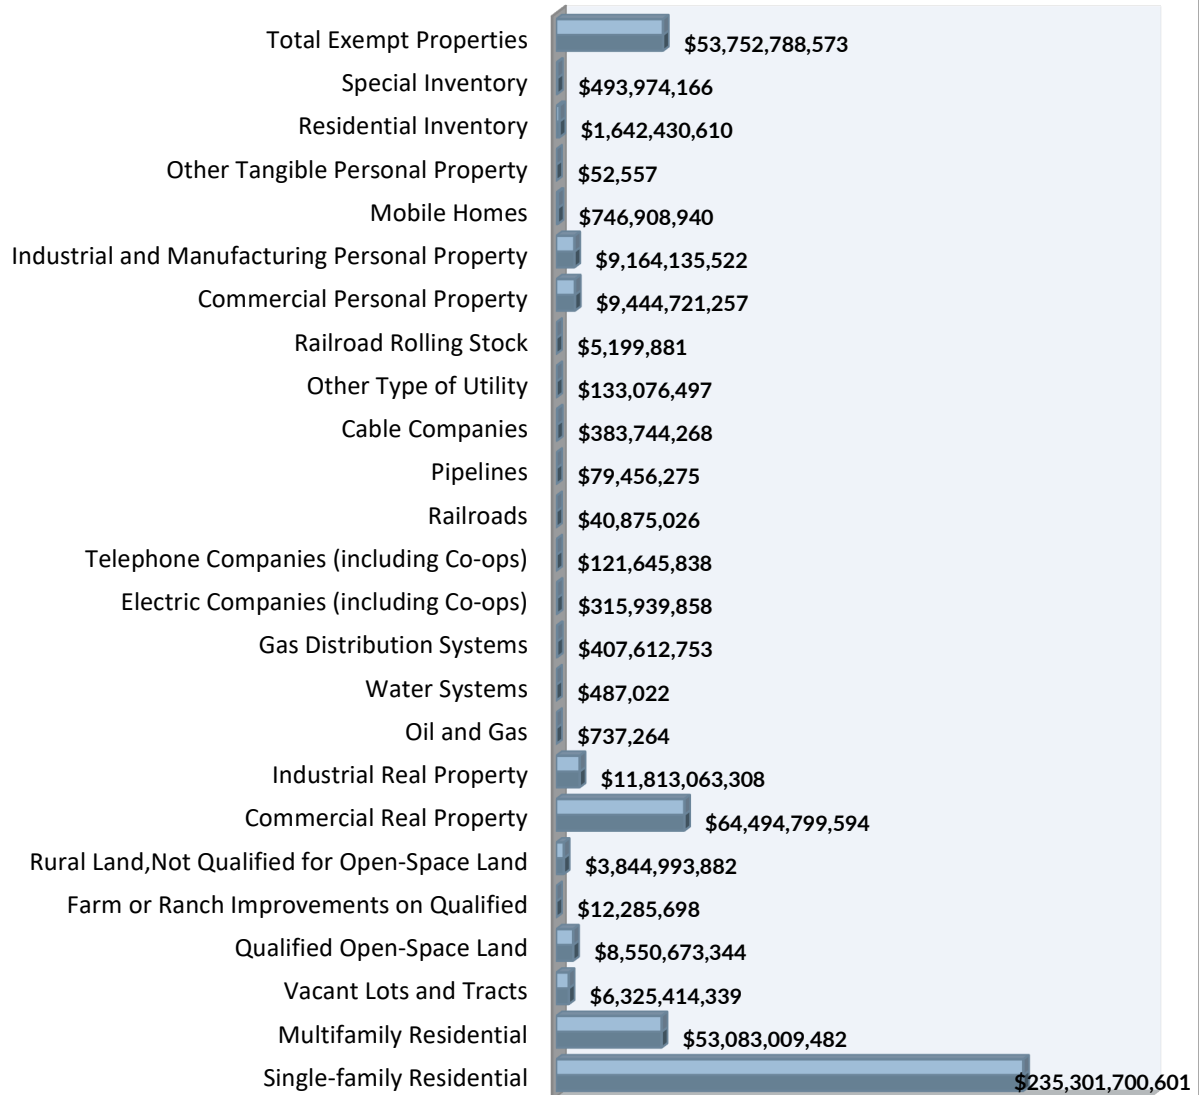 Total Exempt Properties $53,752,788,573
Special Inventory $493,974,166
Residential Inventory $1,642,430,610
Other Tangible Personal Property $52,557
Mobile Homes $746,908,940
Industrial and Manufacturing Personal Property $9,164,135,522
Commercial Personal Property $9,444,721,257
Railroad Rolling Stock $5,199,881
Other Type of Utility $133,076,497
Cable Companies $383,744,268
Pipelines $79,456,275
Railroads $40,875,026
Telephone Companies (including Co-ops) $121,645,838
Electric Companies (including Co-ops) $315,939,858
Gas Distribution Systems $407,612,753
Water Systems $487,022
Oil and Gas $737,264
Industrial Real Property $11,813,063,308
Commercial Real Property $64,494,799,594
Rural Land,Not Qualified for Open-Space Land $3,844,993,882
Farm or Ranch Improvements on Qualified $12,285,698
Qualified Open-Space Land $8,550,673,344
Vacant Lots and Tracts $6,325,414,339
Multifamily Residential $53,083,009,482
Single-family Residential $235,301,700,601